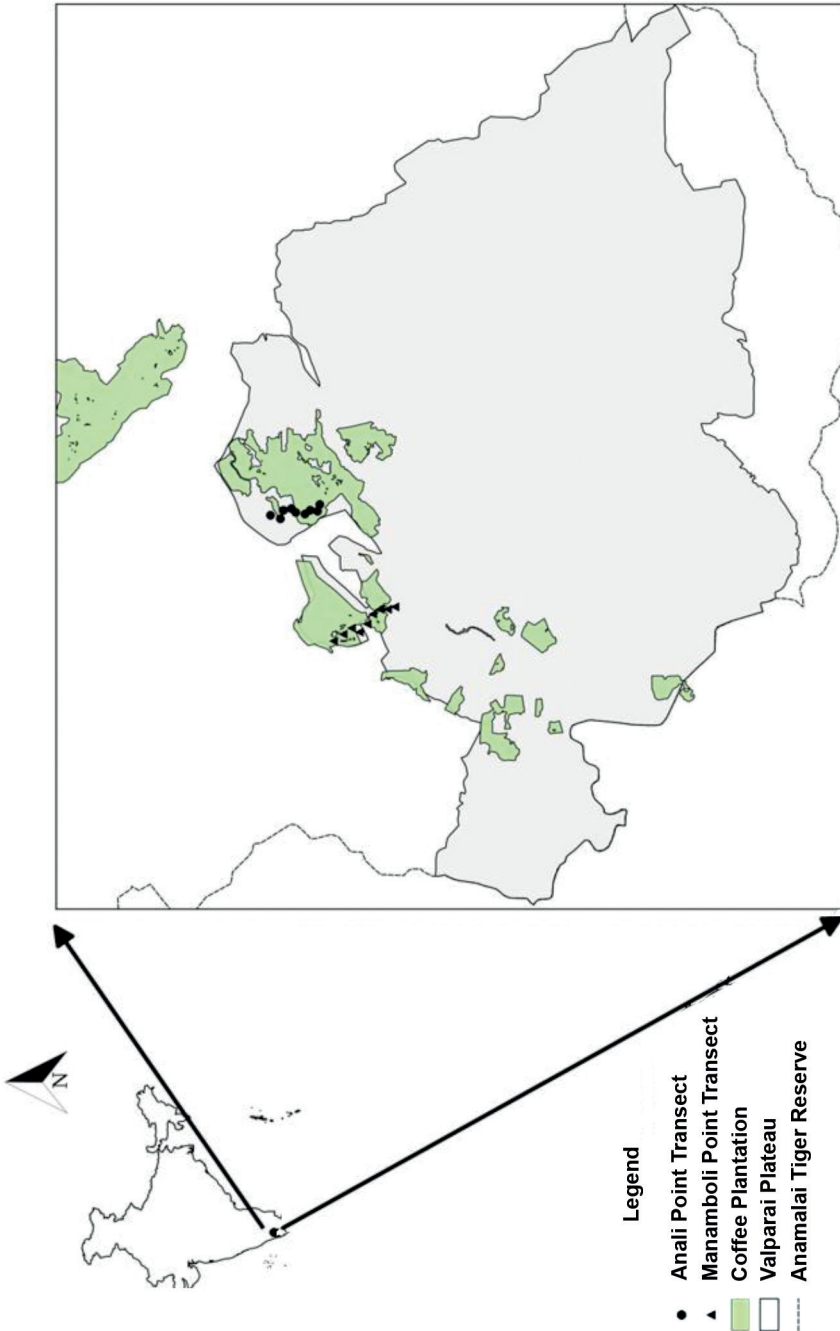 N
Legend
Anali Point Transect
Manamboli Point Transect
Coffee Plantation
Valparai Plateau
Anamalai Tiger Reserve